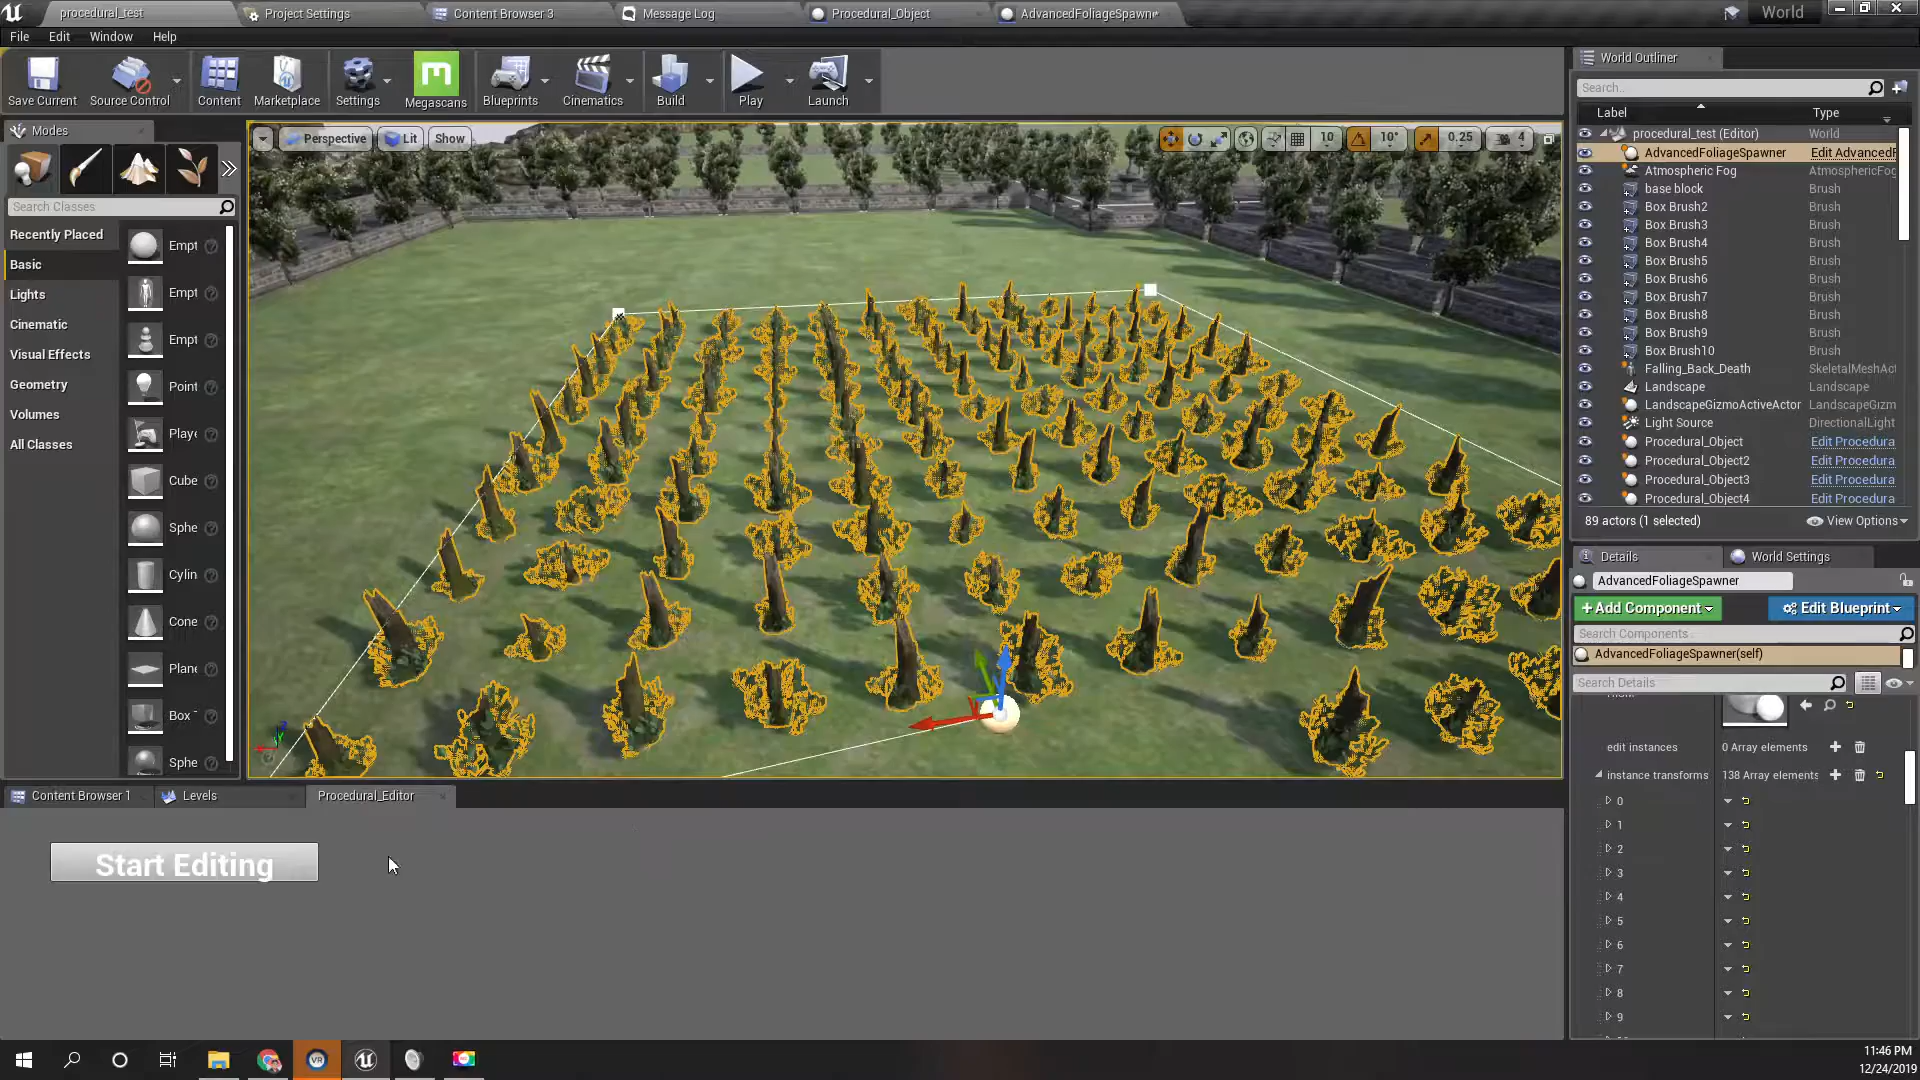 procedural_test
Project Settings
Content Browser 3
Message Log
Procedural_Object
AdvancedFoliageSpawn*
World
File
Edit
Window
Help
Save Current
Source Control
Content
Marketplace
Settings
Megascans
Blueprints
Cinematics
Build
Play
Launch
Modes
Search Classes
Recently Placed
Basic
Lights
Cinematic
Visual Effects
Geometry
Volumes
All Classes
Empt
Empt
Empt
Point
Playe
Cube
Sphe
Cylin
Cone
Plane
Box
Sphe
Perspective
Lit
Show
10
10°
0.25
4
World Outliner
Search..
Label
Type
procedural_test (Editor) World
AdvancedFoliageSpawner Edit AdvancedF
Atmospheric Fog AtmosphericFog
base block Brush
Box Brush2 Brush
Box Brush3 Brush
Box Brush4 Brush
Box Brush5 Brush
Box Brush6 Brush
Box Brush7 Brush
Box Brush8 Brush
Box Brush9 Brush
Box Brush10 Brush
Falling_Back_Death SkeletalMeshAct
Landscape Landscape
LandscapeGizmoActiveActor LandscapeGizm
Light Source DirectionalLight
Procedural_Object Edit Procedura
Procedural_Object2 Edit Procedura
Procedural_Object3 Edit Procedura
Procedural_Object4 Edit Procedura
89 actors (1 selected)
View Options
Details
World Settings
AdvancedFoliageSpawner
+Add Component
Edit Blueprint
Search Components
AdvancedFoliageSpawner(self)
Search Details
edit instances 0 Array elements
instance transforms 138 Array elements
0
1
2
3
4
5
6
7
8
9
Content Browser 1
Levels
Procedural_Editor
Start Editing
VR
11:46 PM
12/24/2019